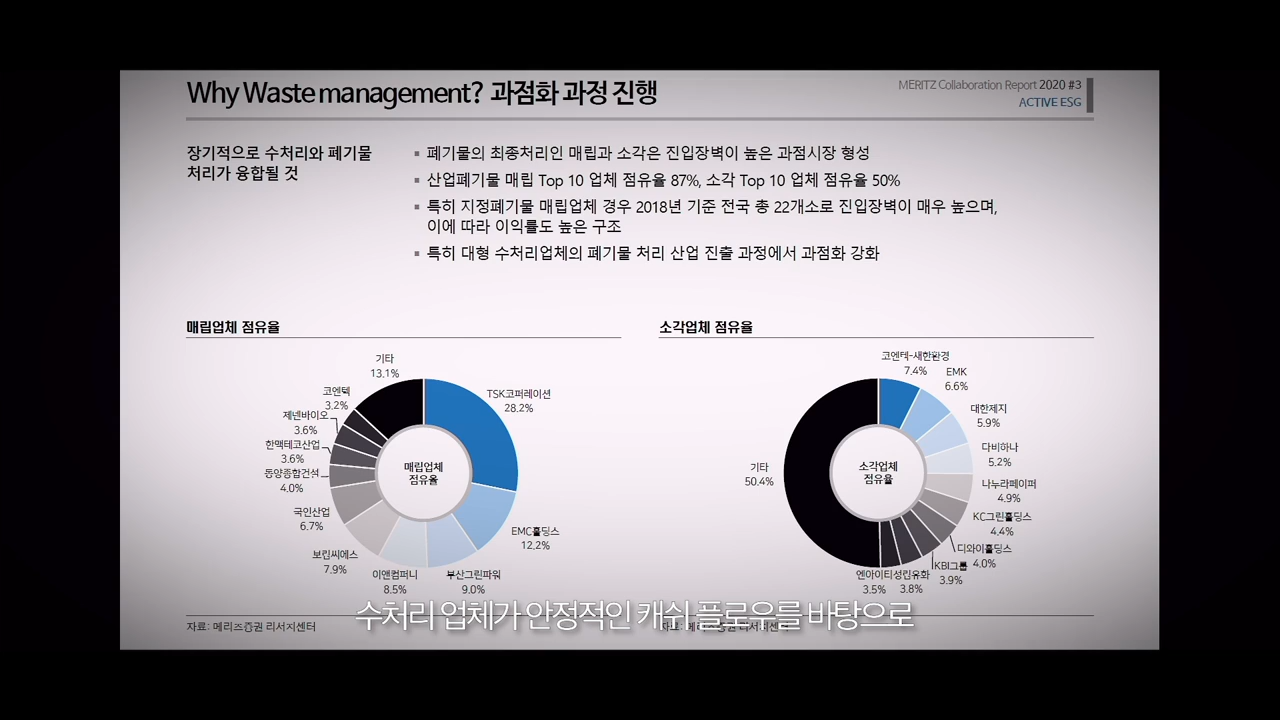 Why Waste management? 과점화 과정 진행
MERITZ Collaboration Report 2020 #3
ACTIVE ESG
장기적으로 수처리와 폐기물
처리가 융합될 것
폐기물의 최종처리인 매립과 소각은 진입장벽이 높은 과점시장 형성
산업폐기물 매립 Top 10 업체 점유율 87%, 소각 Top 10 업체 점유율 50%
특히 지정폐기물 매립업체 경우 2018년 기준 전국 총 22개소로 진입장벽이 매우 높으며,
이에 따라 이익률도 높은 구조
특히 대형 수처리업체의 폐기물 처리 산업 진출 과정에서 과점화 강화
매립업체 점유율
기타
13.1%
코엔텍
3.2%
제넨바이오
3.6%
한맥테코산업
3.6%
동양종합건설
4.0%
국인산업
6.7%
보림씨에스
7.9%
이앤컴퍼니
8.5%
부산그린파워
9.0%
EMC홀딩스
12.2%
TSK코퍼레이션
28.2%
매립업체
점유율
소각업체 점유율
코엔텍-새한환경
7.4%
EMK
6.6%
대한제지
5.9%
다비하나
5.2%
나누라페이퍼
4.9%
KC그린홀딩스
4.4%
디와이홀딩스
4.0%
KBI그룹
3.9%
성림유화
3.8%
엔아이티
3.5%
기타
50.4%
소각업체
점유율
자료: 메리츠증권 리서치센터
자료: 메리츠증권 리서치센터
수처리 업체가 안정적인 캐쉬 플로우를 바탕으로